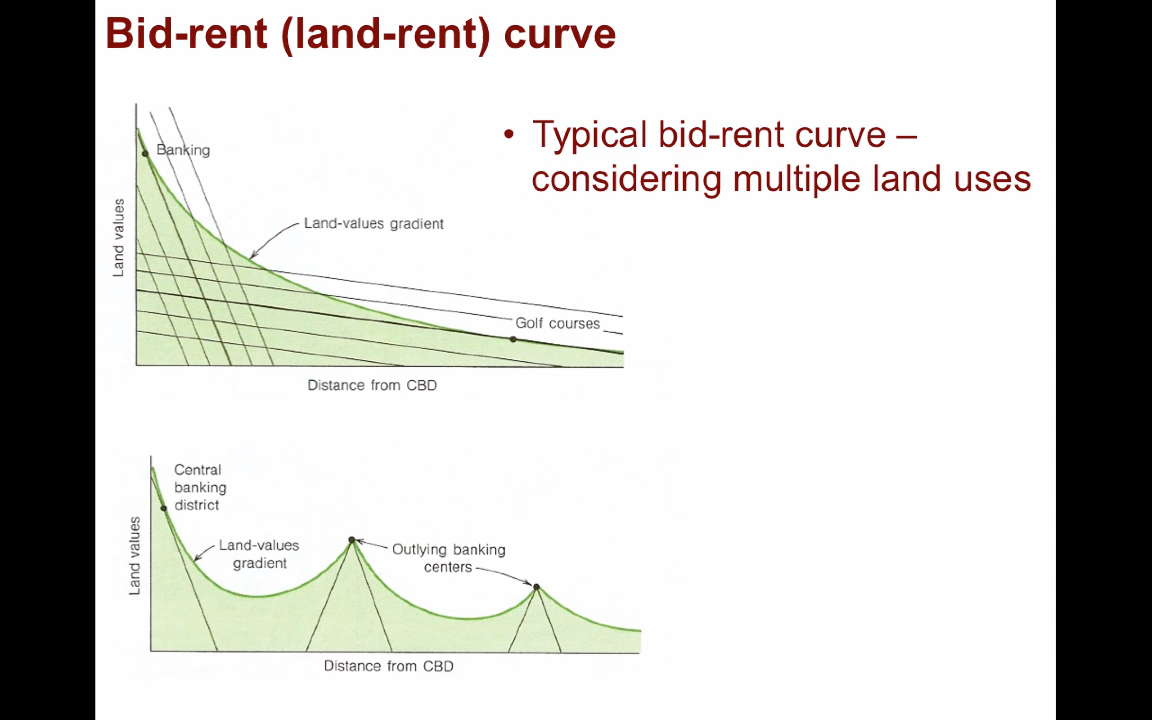 Bid-rent (land-rent) curve
• Typical bid-rent curve –
considering multiple land uses
Banking
Land-values gradient
Golf courses
Land values
Distance from CBD
Central
banking
district
Land-values
gradient
Outlying banking
centers
Land values
Distance from CBD